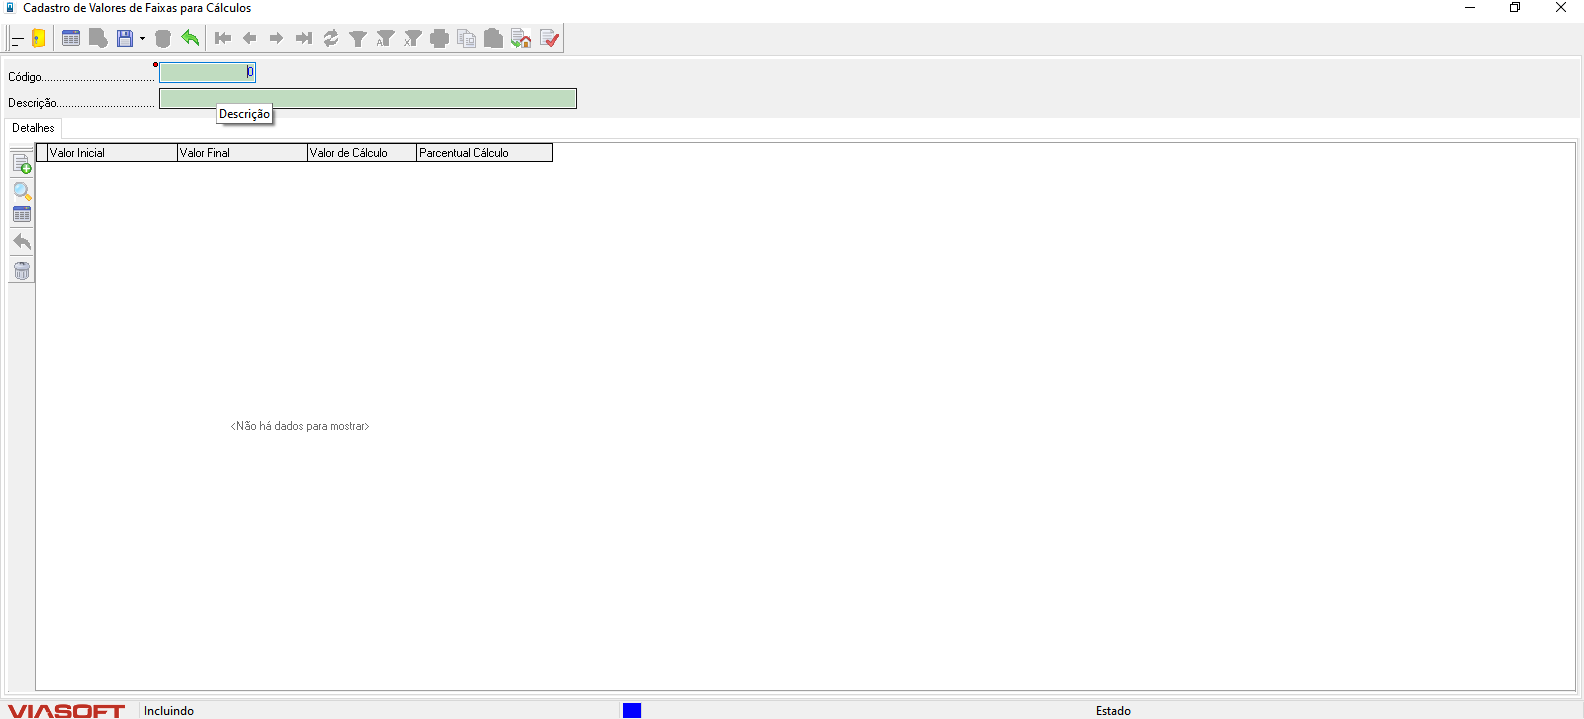 Cadastro de Valores de Faixas para Cálculos
Código.......................................
0
Descrição..................................
Descrição
Detalhes
Valor Inicial Valor Final Valor de Cálculo Parcentual Cálculo
<Não há dados para mostrar>
VIASOFT Incluindo Estado